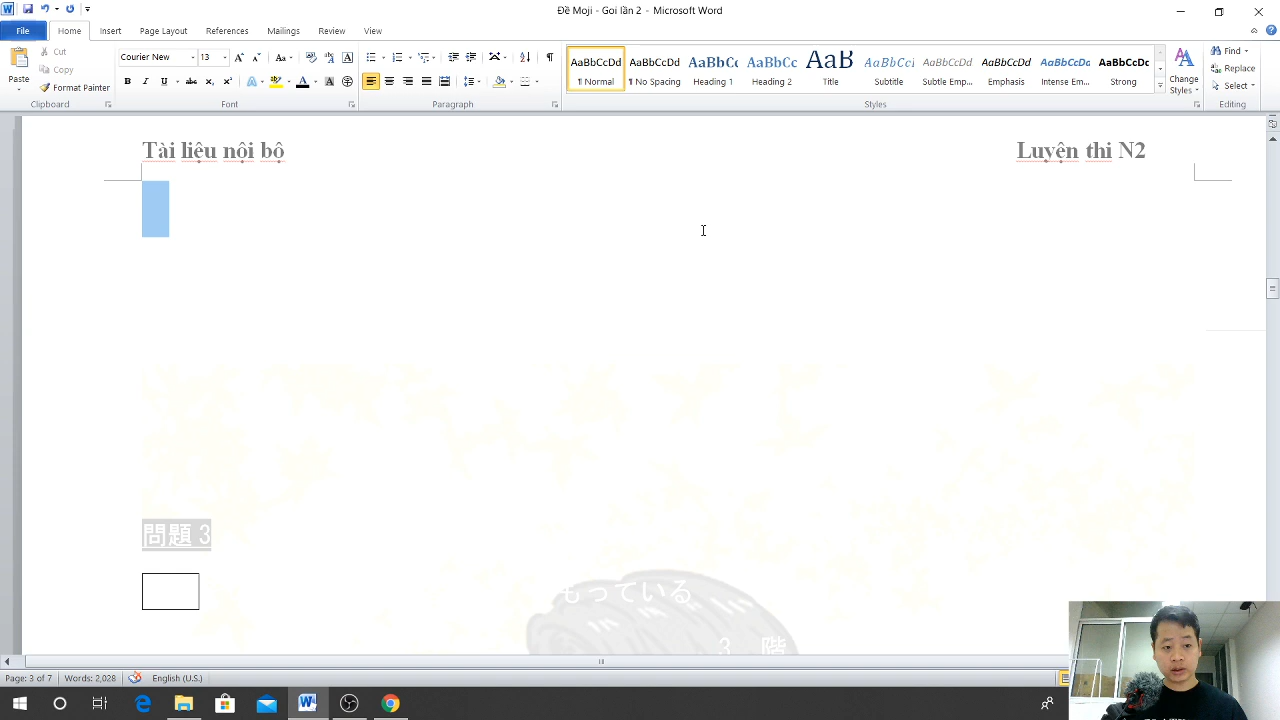 Đề Moji - Goi lần 2 - Microsoft Word
File Home Insert Page Layout References Mailings Review View
Paste
Cut
Copy
Format Painter
Clipboard
Courier New 13
Font
Paragraph
AaBbCcDd AaBbCcDd AaBbCc AaBbCc AaB AaBbCcI AaBbCcDd AaBbCcDd AaBbCcDd AaBbCcDc
¶ Normal ¶ No Spacing Heading 1 Heading 2 Title Subtitle Subtle Emp... Emphasis Intense Em... Strong
Change Styles
Styles
Find
Replace
Select
Editing
Tài liệu nội bộ
Luyện thi N2
問題 3
もっている
3 階
Page: 3 of 7 Words: 2,028 English (U.S.)